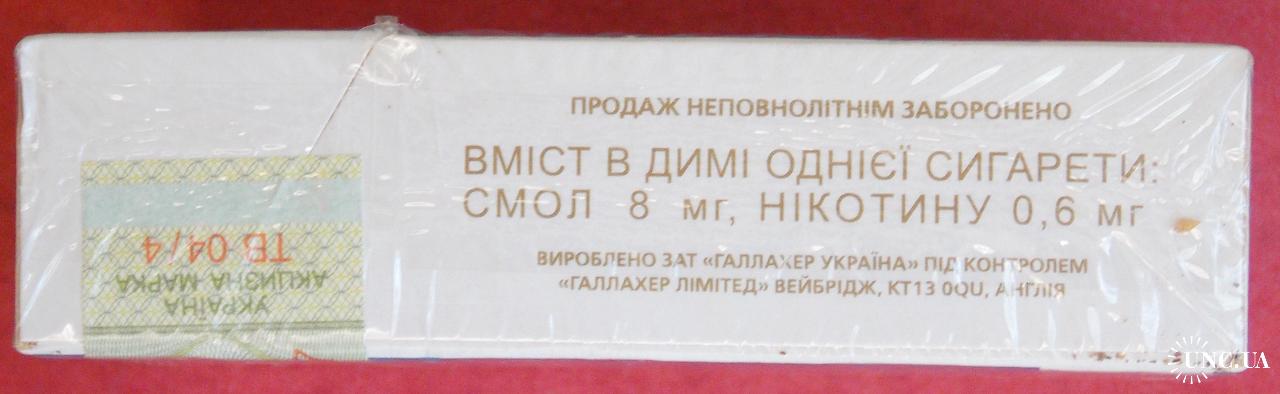 ПРОДАЖ НЕПОВНОЛІТНІМ ЗАБОРОНЕНО
ВМІСТ В ДИМІ ОДНІЄЇ СИГАРЕТИ:
СМОЛ 8 мг, НІКОТИНУ 0,6 мг
ВИРОБЛЕНО ЗАТ «ГАЛЛАХЕР УКРАЇНА» ПІД КОНТРОЛЕМ
«ГАЛЛАХЕР ЛІМІТЕД» ВЕЙБРІДЖ, КТ13 0QU, АНГЛІЯ
УКРАЇНА
АКЦИЗНА МАРКА
ТВ 04/4
UNC.UA